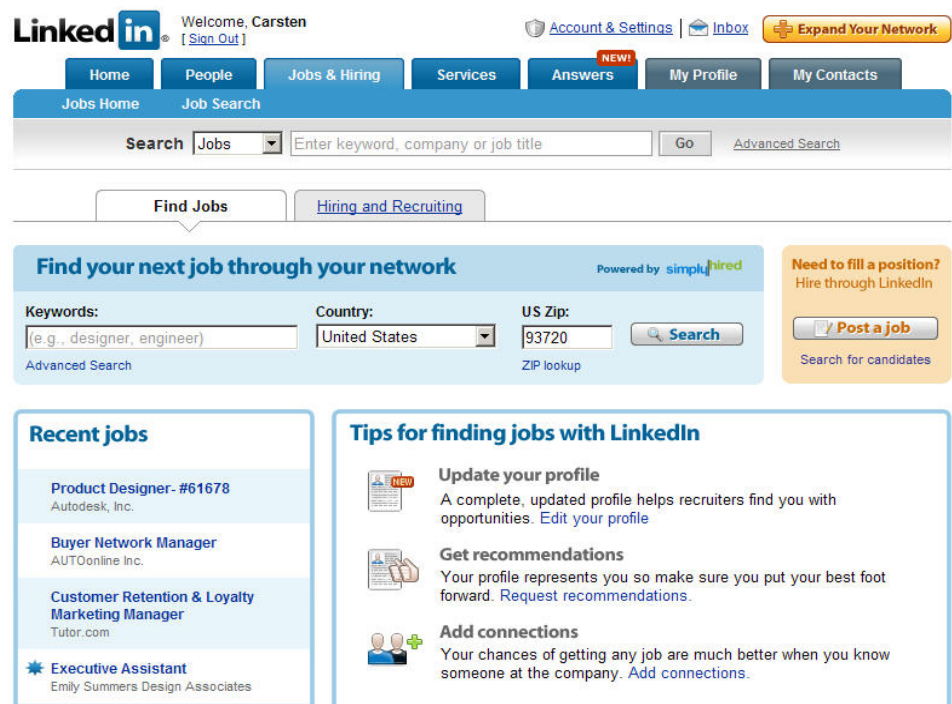 Linked in® Welcome, Carsten
[ Sign Out ]
Account & Settings | Inbox Expand Your Network
NEW!
Home People Jobs & Hiring Services Answers My Profile My Contacts
Jobs Home Job Search
Search Jobs Enter keyword, company or job title Go Advanced Search
Find Jobs Hiring and Recruiting
Find your next job through your network Powered by simplyhired
Keywords: Country: US Zip:
(e.g., designer, engineer) United States 93720 Search
Advanced Search ZIP lookup
Need to fill a position?
Hire through LinkedIn
Post a job
Search for candidates
Recent jobs
Product Designer- #61678
Autodesk, Inc.
Buyer Network Manager
AUTOonline Inc.
Customer Retention & Loyalty
Marketing Manager
Tutor.com
Executive Assistant
Emily Summers Design Associates
Tips for finding jobs with LinkedIn
NEW
Update your profile
A complete, updated profile helps recruiters find you with
opportunities. Edit your profile
Get recommendations
Your profile represents you so make sure you put your best foot
forward. Request recommendations.
Add connections
Your chances of getting any job are much better when you know
someone at the company. Add connections.